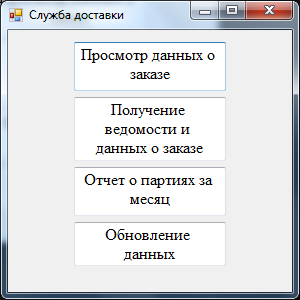 Служба доставки
Просмотр данных о
заказе
Получение
ведомости и
данных о заказе
Отчет о партиях за
месяц
Обновление
данных